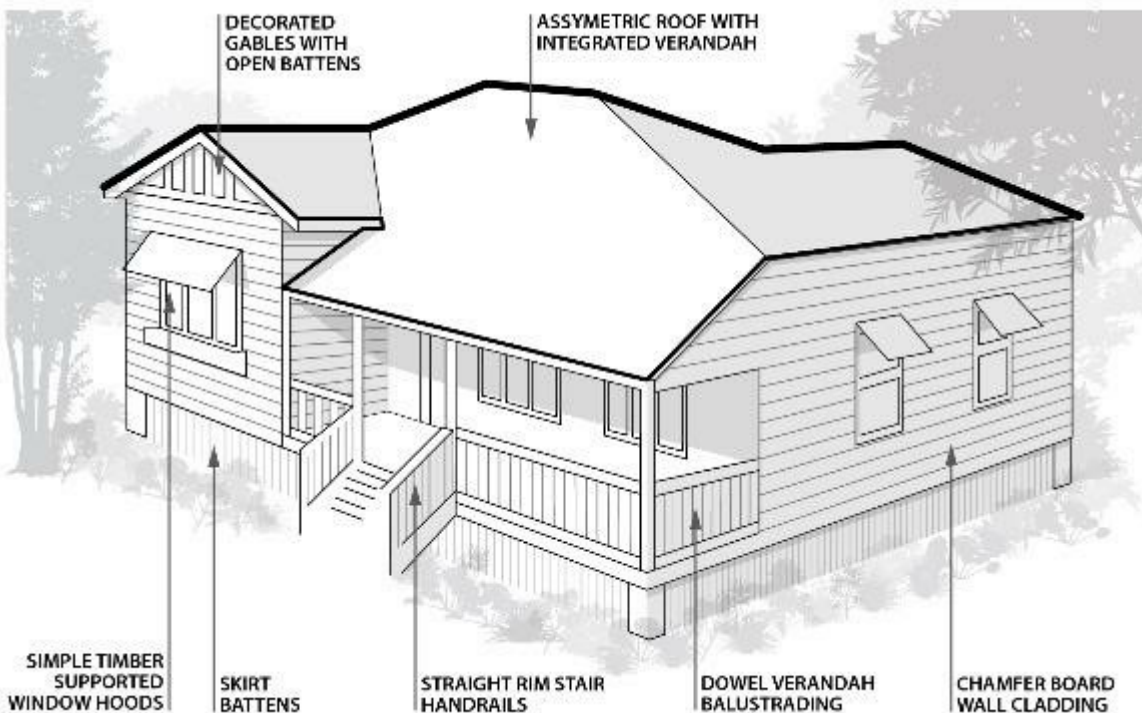 DECORATED
GABLES WITH
OPEN BATTENS
ASSYMETRIC ROOF WITH
INTEGRATED VERANDAH
SIMPLE TIMBER
SUPPORTED
WINDOW HOODS
SKIRT
BATTENS
STRAIGHT RIM STAIR
HANDRAILS
DOWEL VERANDAH
BALUSTRADING
CHAMFER BOARD
WALL CLADDING